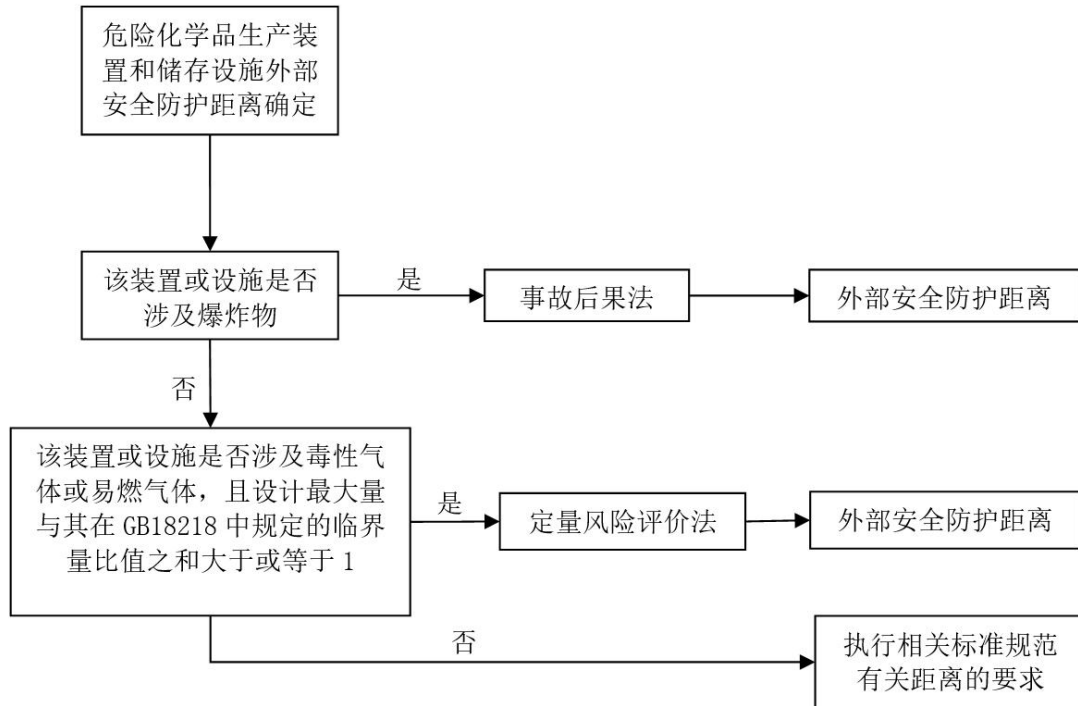 危险化学品生产装
置和储存设施外部
安全防护距离确定
该装置或设施是否
涉及爆炸物
是
事故后果法
外部安全防护距离
否
该装置或设施是否涉及毒性气
体或易燃气体，且设计最大量
与其在 GB18218 中规定的临界
量比值之和大于或等于 1
是
定量风险评价法
外部安全防护距离
否
执行相关标准规范
有关距离的要求